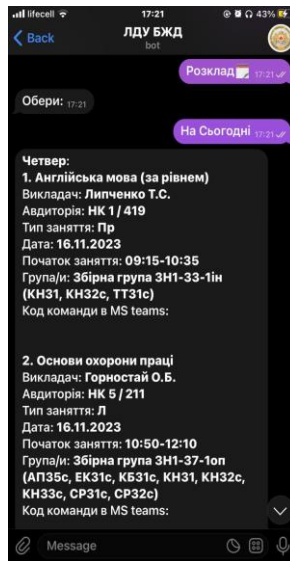 lifecell
17:21
43%
Back
ЛДУ БЖД
bot
Розклад
17:21
Обери: 17:21
На Сьогодні 17:21
Четвер:
1. Англійська мова (за рівнем)
Викладач: Липченко Т.С.
Авдиторія: НК 1 / 419
Тип заняття: Пр
Дата: 16.11.2023
Початок заняття: 09:15-10:35
Група/и: Збірна група ЗН1-33-1ін
(КН31, КН32с, ТТ31с)
Код команди в MS teams:
2. Основи охорони праці
Викладач: Горностай О.Б.
Авдиторія: НК 5 / 211
Тип заняття: Л
Дата: 16.11.2023
Початок заняття: 10:50-12:10
Група/и: Збірна група ЗН1-37-1оп
(АП35с, ЕК31с, КБ31с, КН31, КН32с,
КН33с, СР31с, СР32с)
Код команди в MS teams:
Message